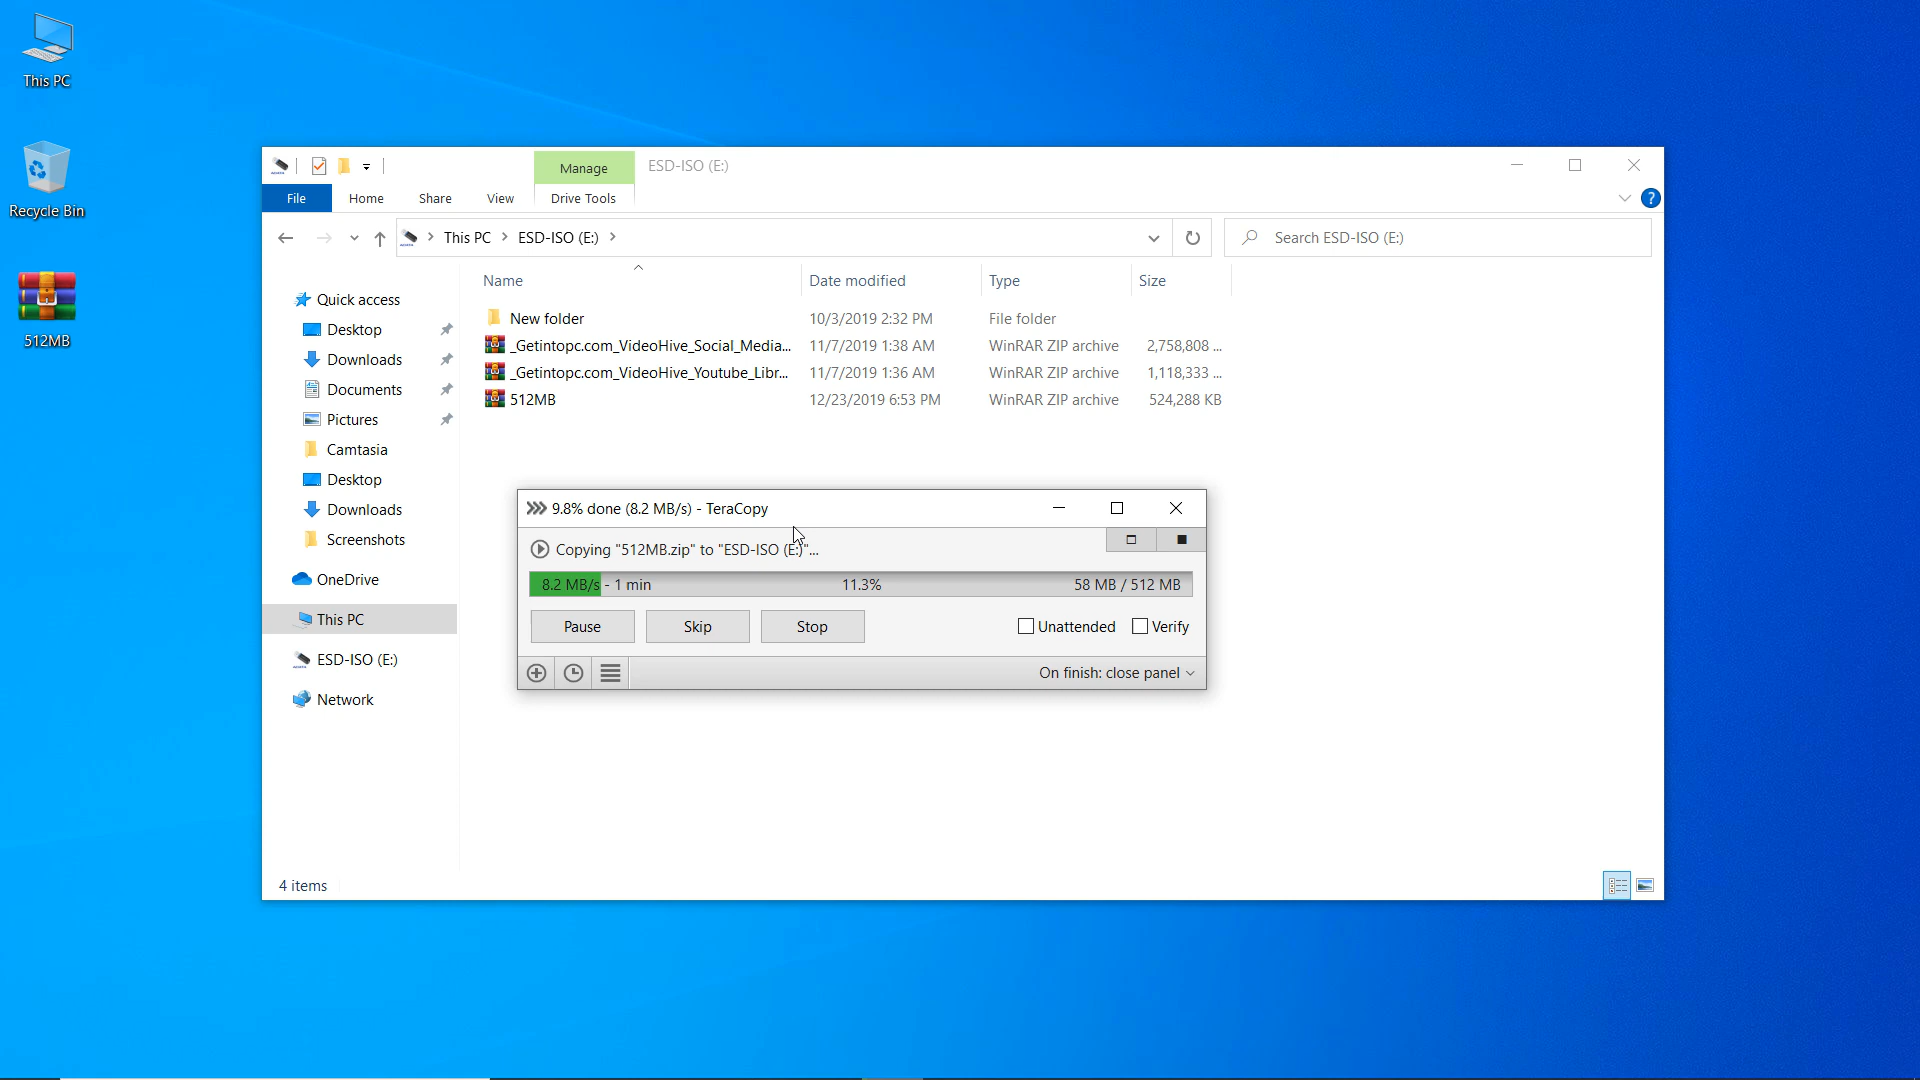 This PC
Recycle Bin
512MB
Manage
ESD-ISO (E:)
File
Home
Share
View
Drive Tools
?
This PC
ESD-ISO (E:)
Search ESD-ISO (E:)
Name
Date modified
Type
Size
New folder
10/3/2019 2:32 PM
File folder
_Getintopc.com_VideoHive_Social_Media...
11/7/2019 1:38 AM
WinRAR ZIP archive
2,758,808 ...
_Getintopc.com_VideoHive_Youtube_Libr...
11/7/2019 1:36 AM
WinRAR ZIP archive
1,118,333 ...
512MB
12/23/2019 6:53 PM
WinRAR ZIP archive
524,288 KB
Quick access
Desktop
Downloads
Documents
Pictures
Camtasia
Desktop
Downloads
Screenshots
OneDrive
This PC
ESD-ISO (E:)
Network
9.8% done (8.2 MB/s) - TeraCopy
Copying "512MB.zip" to "ESD-ISO (E:)"...
8.2 MB/s - 1 min
11.3%
58 MB / 512 MB
Pause
Skip
Stop
Unattended
Verify
On finish: close panel
4 items